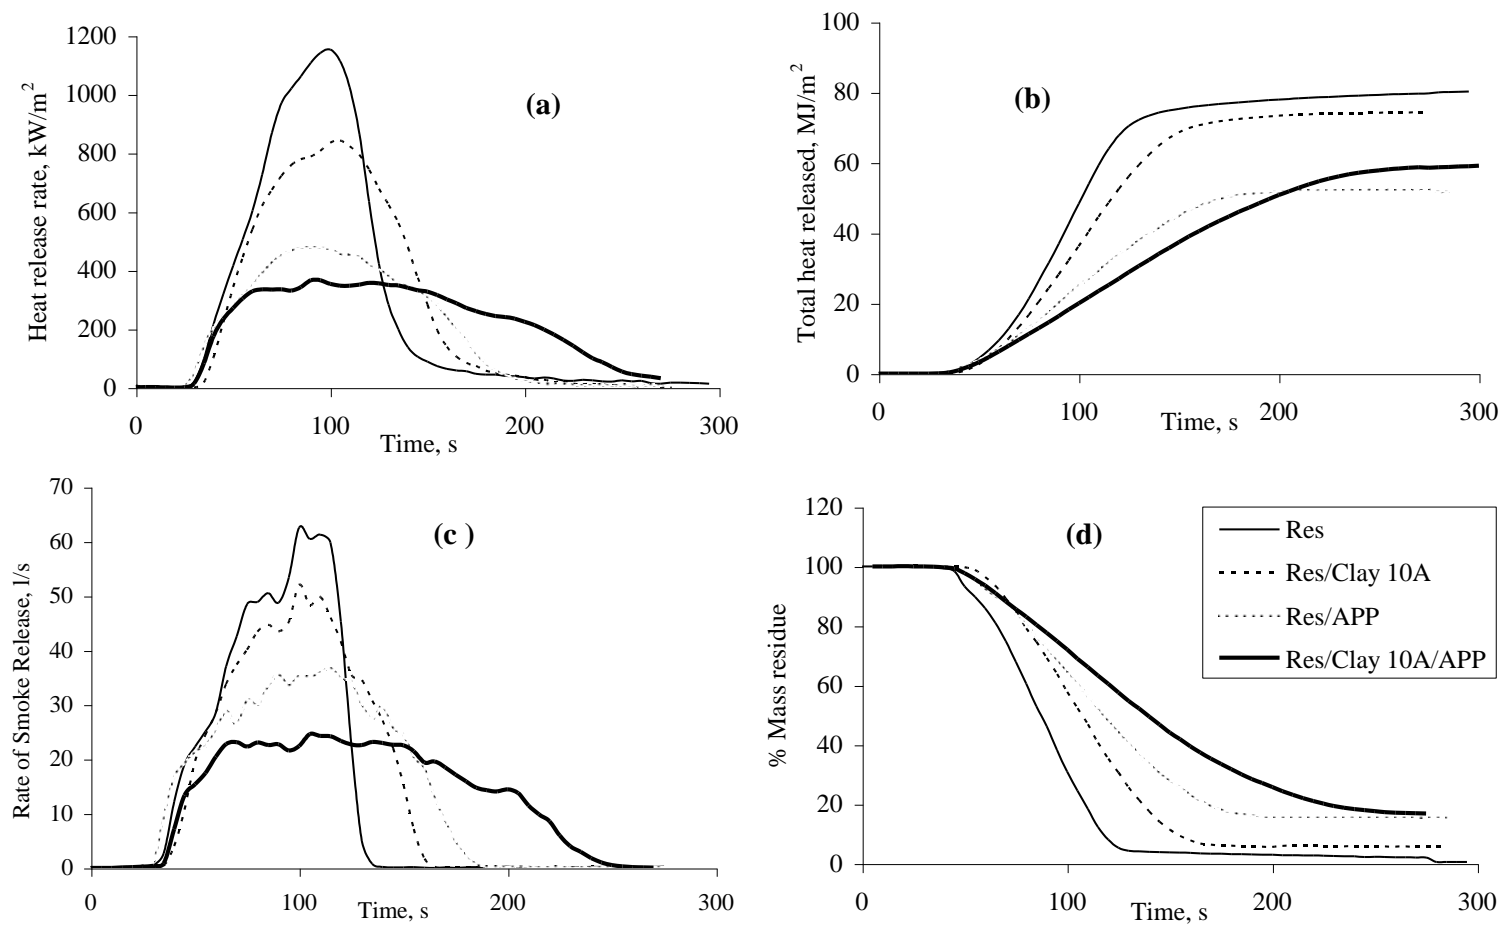 1200
1000
800
600
400
200
0
0 100 200 300
Heat release rate, kW/m2
Time, s
(a)
100
80
60
40
20
0
0 100 200 300
Total heat released, MJ/m2
Time, s
(b)
70
60
50
40
30
20
10
0
0 100 200 300
Rate of Smoke Release, l/s
Time, s
(c )
120
100
80
60
40
20
0
0 100 200 300
% Mass residue
Time, s
(d)
Res
Res/Clay 10A
Res/APP
Res/Clay 10A/APP